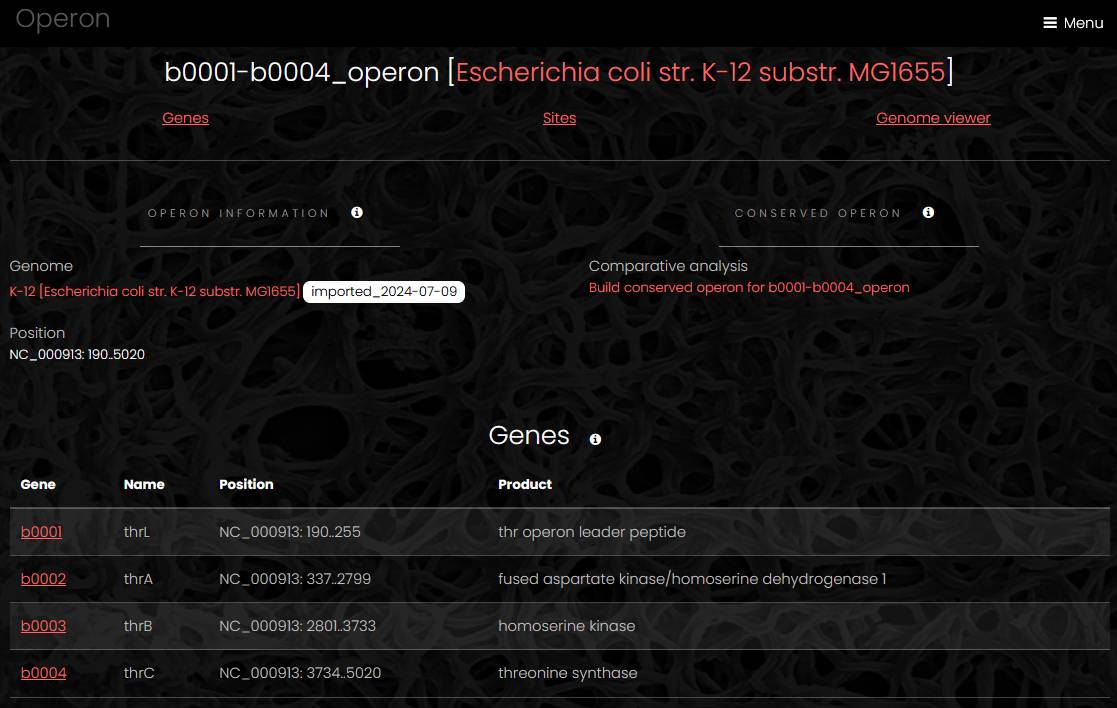 Operon
Menu
b0001-b0004_operon [Escherichia coli str. K-12 substr. MG1655]
Genes Sites Genome viewer
OPERON INFORMATION
CONSERVED OPERON
Genome
K-12 [Escherichia coli str. K-12 substr. MG1655] imported_2024-07-09
Position
NC_000913: 190..5020
Comparative analysis
Build conserved operon for b0001-b0004_operon
Genes
Gene Name Position Product
b0001 thrL NC_000913: 190..255 thr operon leader peptide
b0002 thrA NC_000913: 337..2799 fused aspartate kinase/homoserine dehydrogenase 1
b0003 thrB NC_000913: 2801..3733 homoserine kinase
b0004 thrC NC_000913: 3734..5020 threonine synthase